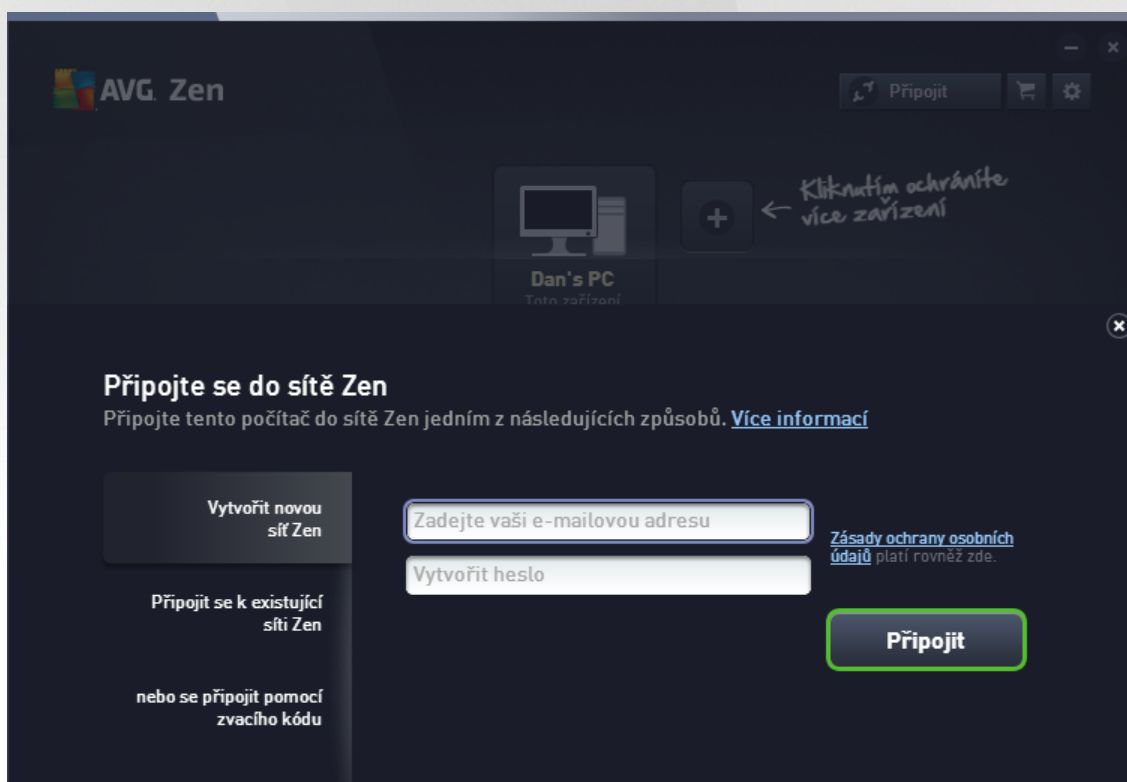 AVG. Zen
Připojit
Kliknutím ochráníte
více zařízení
Dan's PC
Toto zařízení
Připojte se do sítě Zen
Připojte tento počítač do sítě Zen jedním z následujících způsobů. Více informací
Vytvořit novou
síť Zen
Připojit se k existující
síti Zen
nebo se připojit pomocí
zvacího kódu
Zadejte vaši e-mailovou adresu
Vytvořit heslo
Zásady ochrany osobních
údajů platí rovněž zde.
Připojit